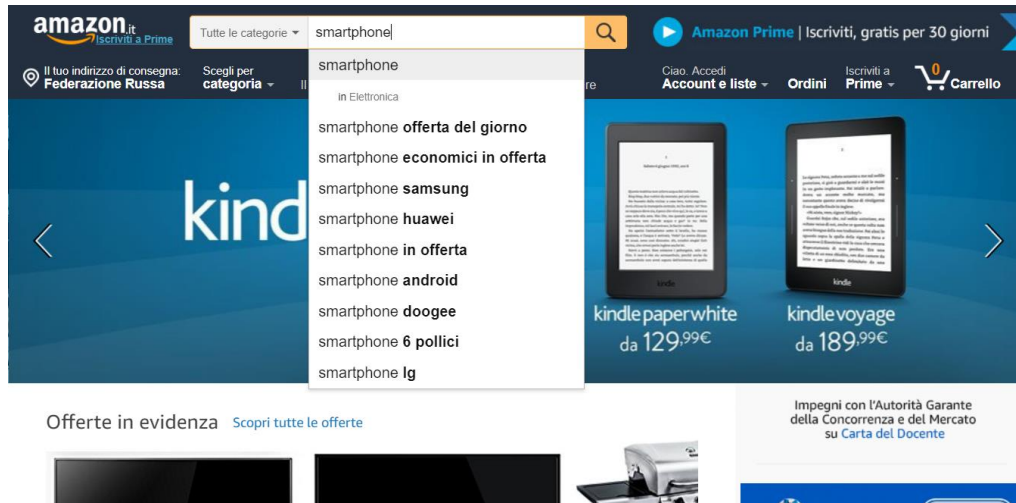 amazon.it
Iscriviti a Prime
Tutte le categorie
smartphone
Amazon Prime | Iscriviti, gratis per 30 giorni
Il tuo indirizzo di consegna:
Federazione Russa
Scegli per
categoria
Il
re
Ciao. Accedi
Account e liste
Ordini
Iscriviti a
Prime
0
Carrello
smartphone
in Elettronica
smartphone offerta del giorno
smartphone economici in offerta
smartphone samsung
smartphone huawei
smartphone in offerta
smartphone android
smartphone doogee
smartphone 6 pollici
smartphone lg
kind
kindle
kindle
kindle paperwhite
da 129,99€
kindle voyage
da 189,99€
Offerte in evidenza Scopri tutte le offerte
Impegni con l'Autorità Garante
della Concorrenza e del Mercato
su Carta del Docente